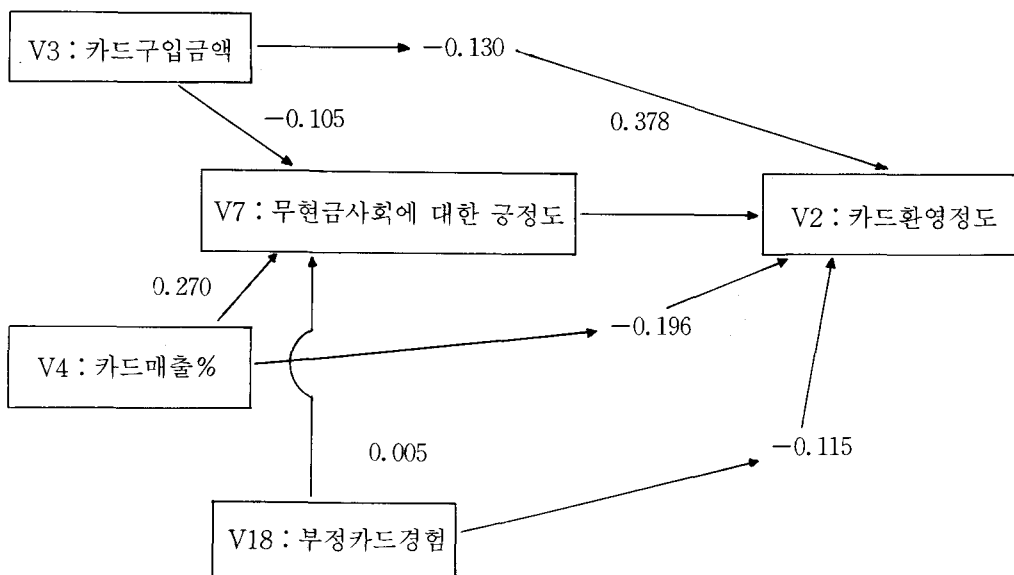 V3 : 카드구입금액
-0.130
-0.105
0.378
V7 : 무현금사회에 대한 긍정도
V2 : 카드환영정도
0.270
-0.196
V4 : 카드매출%
0.005
-0.115
V18 : 부정카드경험